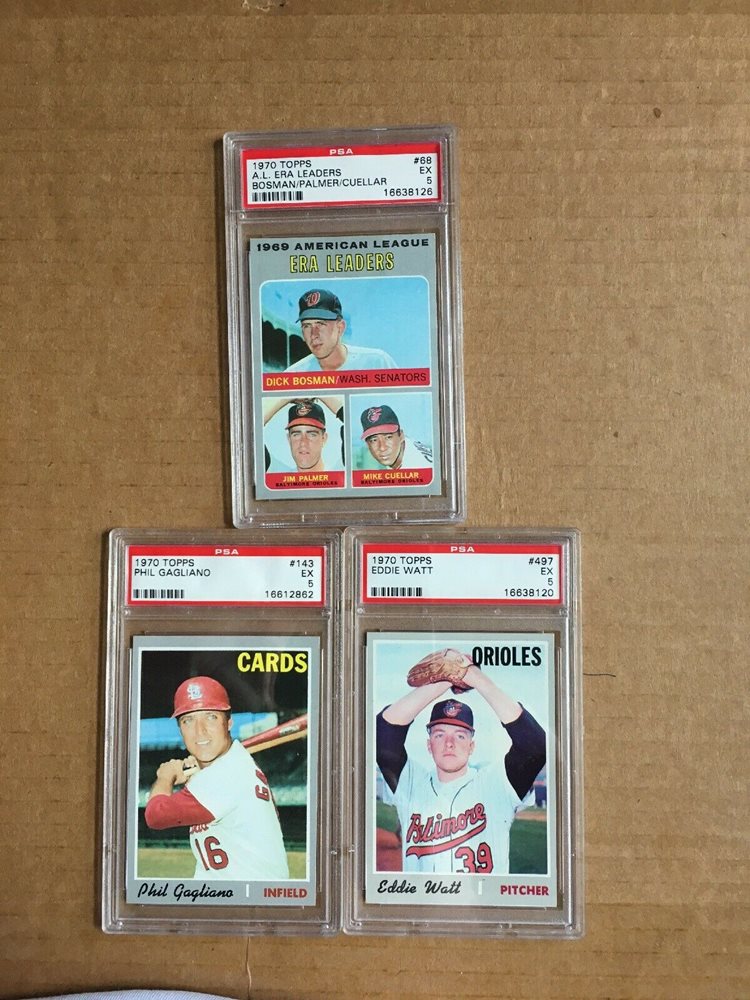 PSA
1970 TOPPS #68
A.L. ERA LEADERS EX
BOSMAN/PALMER/CUELLAR 5
16638126
1969 AMERICAN LEAGUE
ERA LEADERS
DICK BOSMAN/WASH. SENATORS
JIM PALMER
BALTIMORE ORIOLES
MIKE CUELLAR
BALTIMORE ORIOLES
PSA
1970 TOPPS #143
PHIL GAGLIANO EX
5
16612862
CARDS
16
Phil Gagliano INFIELD
PSA
1970 TOPPS #497
EDDIE WATT EX
5
16638120
ORIOLES
Baltimore
39
Eddie Watt PITCHER